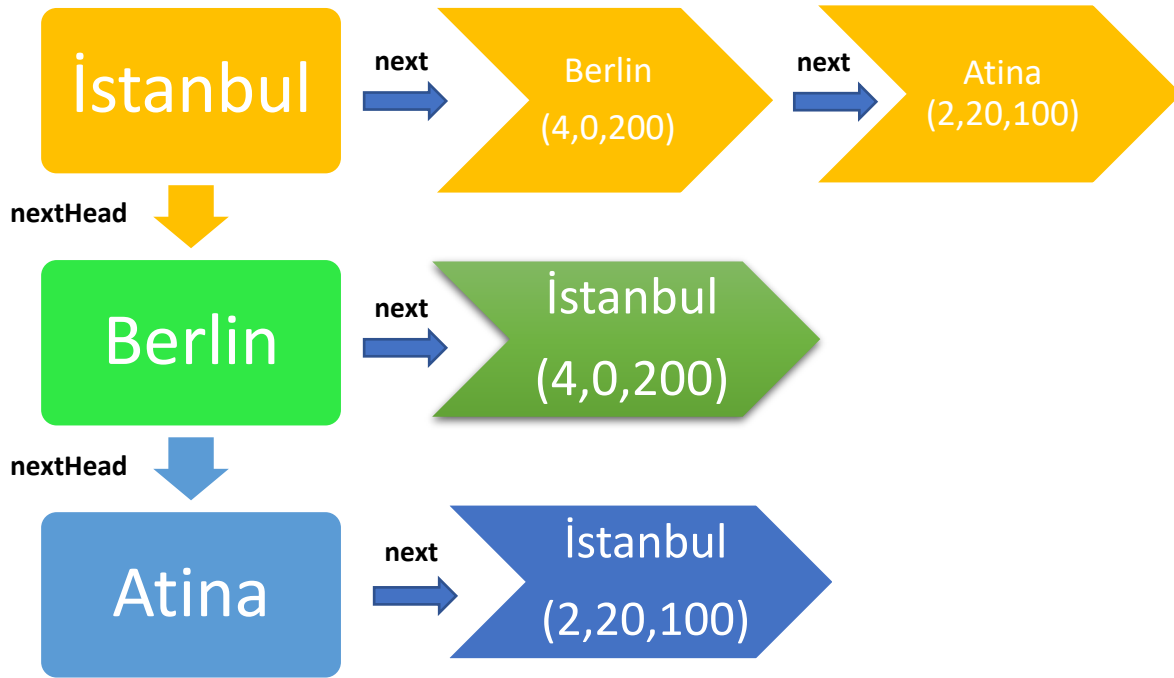 İstanbul
next
Berlin
(4,0,200)
next
Atina
(2,20,100)
nextHead
Berlin
next
İstanbul
(4,0,200)
nextHead
Atina
next
İstanbul
(2,20,100)